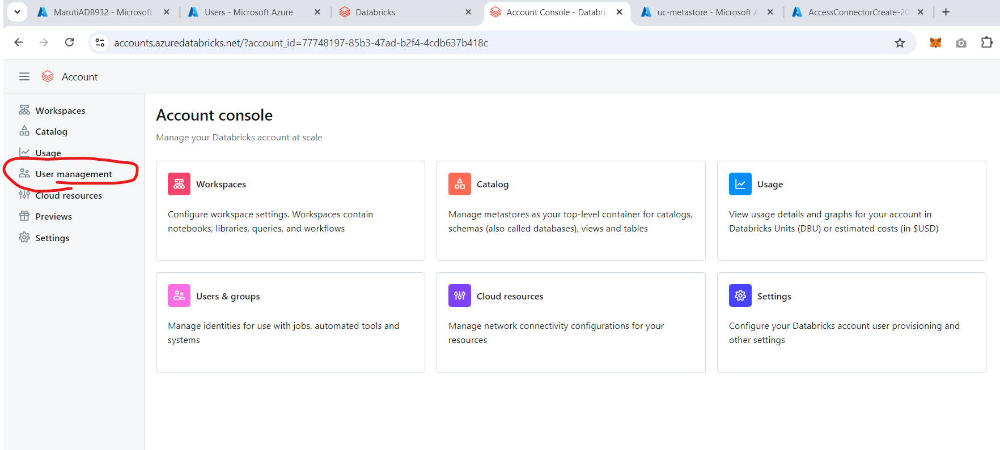 MarutiADB932 - Microsoft
Users - Microsoft Azure
Databricks
Account Console - Databric
uc-metastore - Microsoft A
AccessConnectorCreate-20
accounts.azuredatabricks.net/?account_id=77748197-85b3-47ad-b2f4-4cdb637b418c
Account
Workspaces
Catalog
Usage
User management
Cloud resources
Previews
Settings
Account console
Manage your Databricks account at scale
Workspaces
Configure workspace settings. Workspaces contain
notebooks, libraries, queries, and workflows
Catalog
Manage metastores as your top-level container for catalogs,
schemas (also called databases), views and tables
Usage
View usage details and graphs for your account in
Databricks Units (DBU) or estimated costs (in $USD)
Users & groups
Manage identities for use with jobs, automated tools and
systems
Cloud resources
Manage network connectivity configurations for your
resources
Settings
Configure your Databricks account user provisioning and
other settings